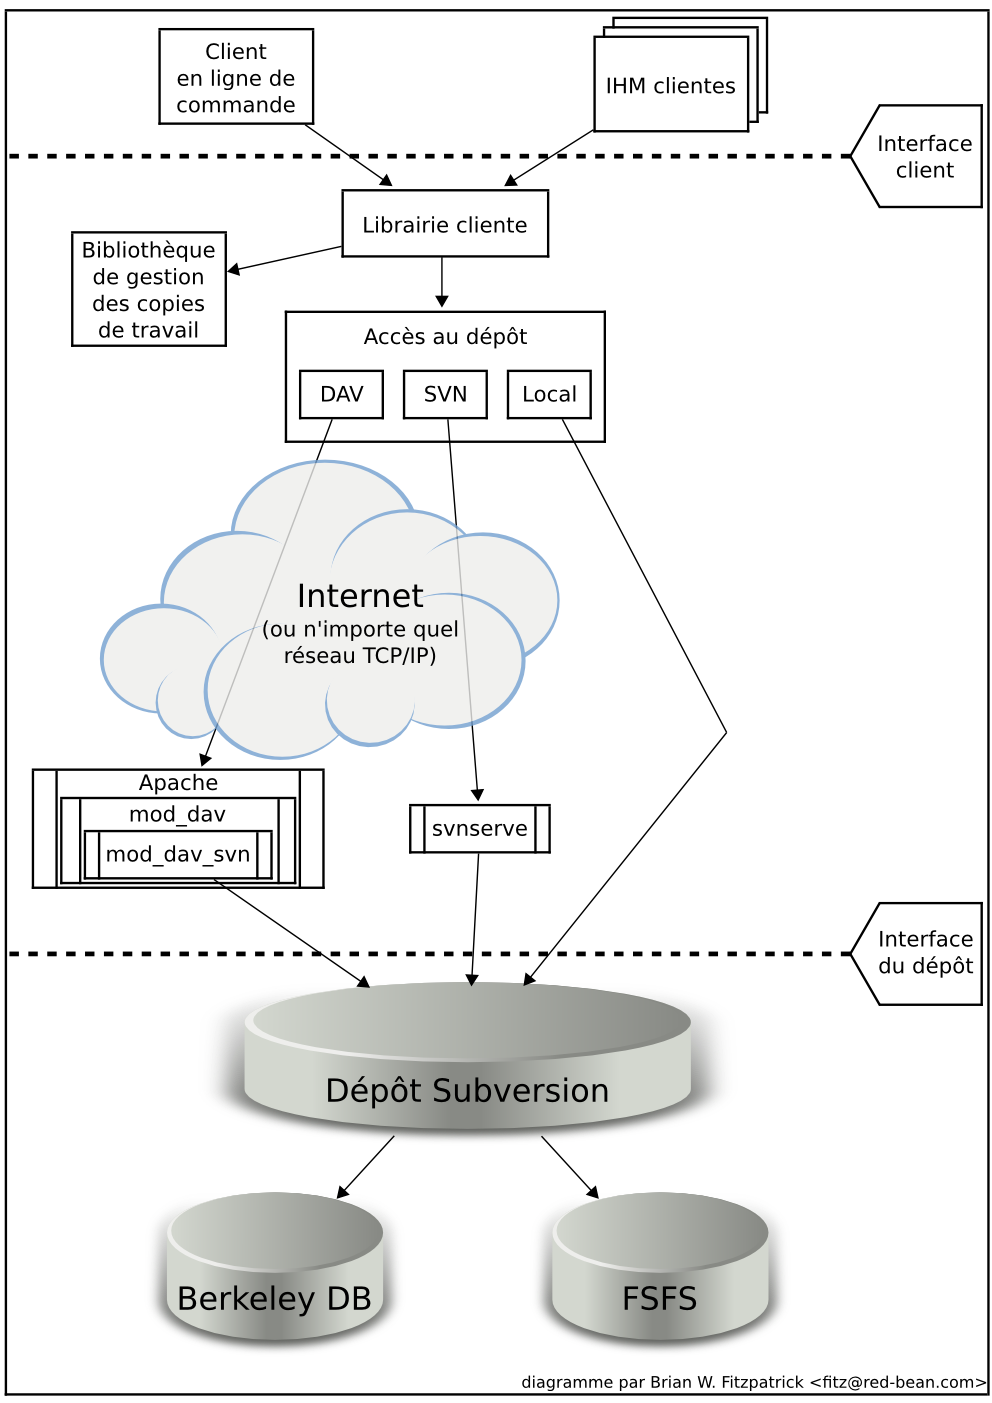 Client
en ligne de
commande
IHM clientes
Interface
client
Librairie cliente
Bibliothèque
de gestion
des copies
de travail
Accès au dépôt
DAV
SVN
Local
Internet
(ou n'importe quel
réseau TCP/IP)
Apache
mod_dav
mod_dav_svn
svnserve
Interface
du dépôt
Dépôt Subversion
Berkeley DB
FSFS
diagramme par Brian W. Fitzpatrick <fitz@red-bean.com>